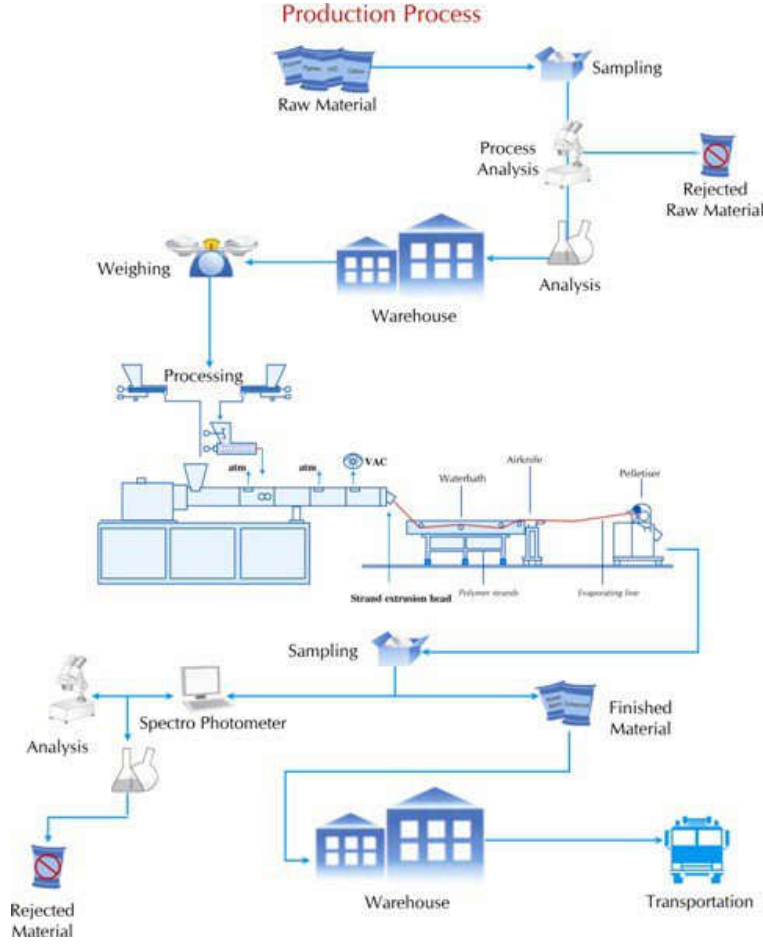 Production Process
Sampling
Raw Material
Process
Analysis
Rejected
Raw Material
Weighing
Analysis
Warehouse
Processing
atm
atm
VAC
Airknife
Waterbath
Pelletiser
Strand extrusion head
Polymer strands
Evaporating line
Sampling
Spectro Photometer
Analysis
Finished
Material
Rejected
Material
Warehouse
Transportation